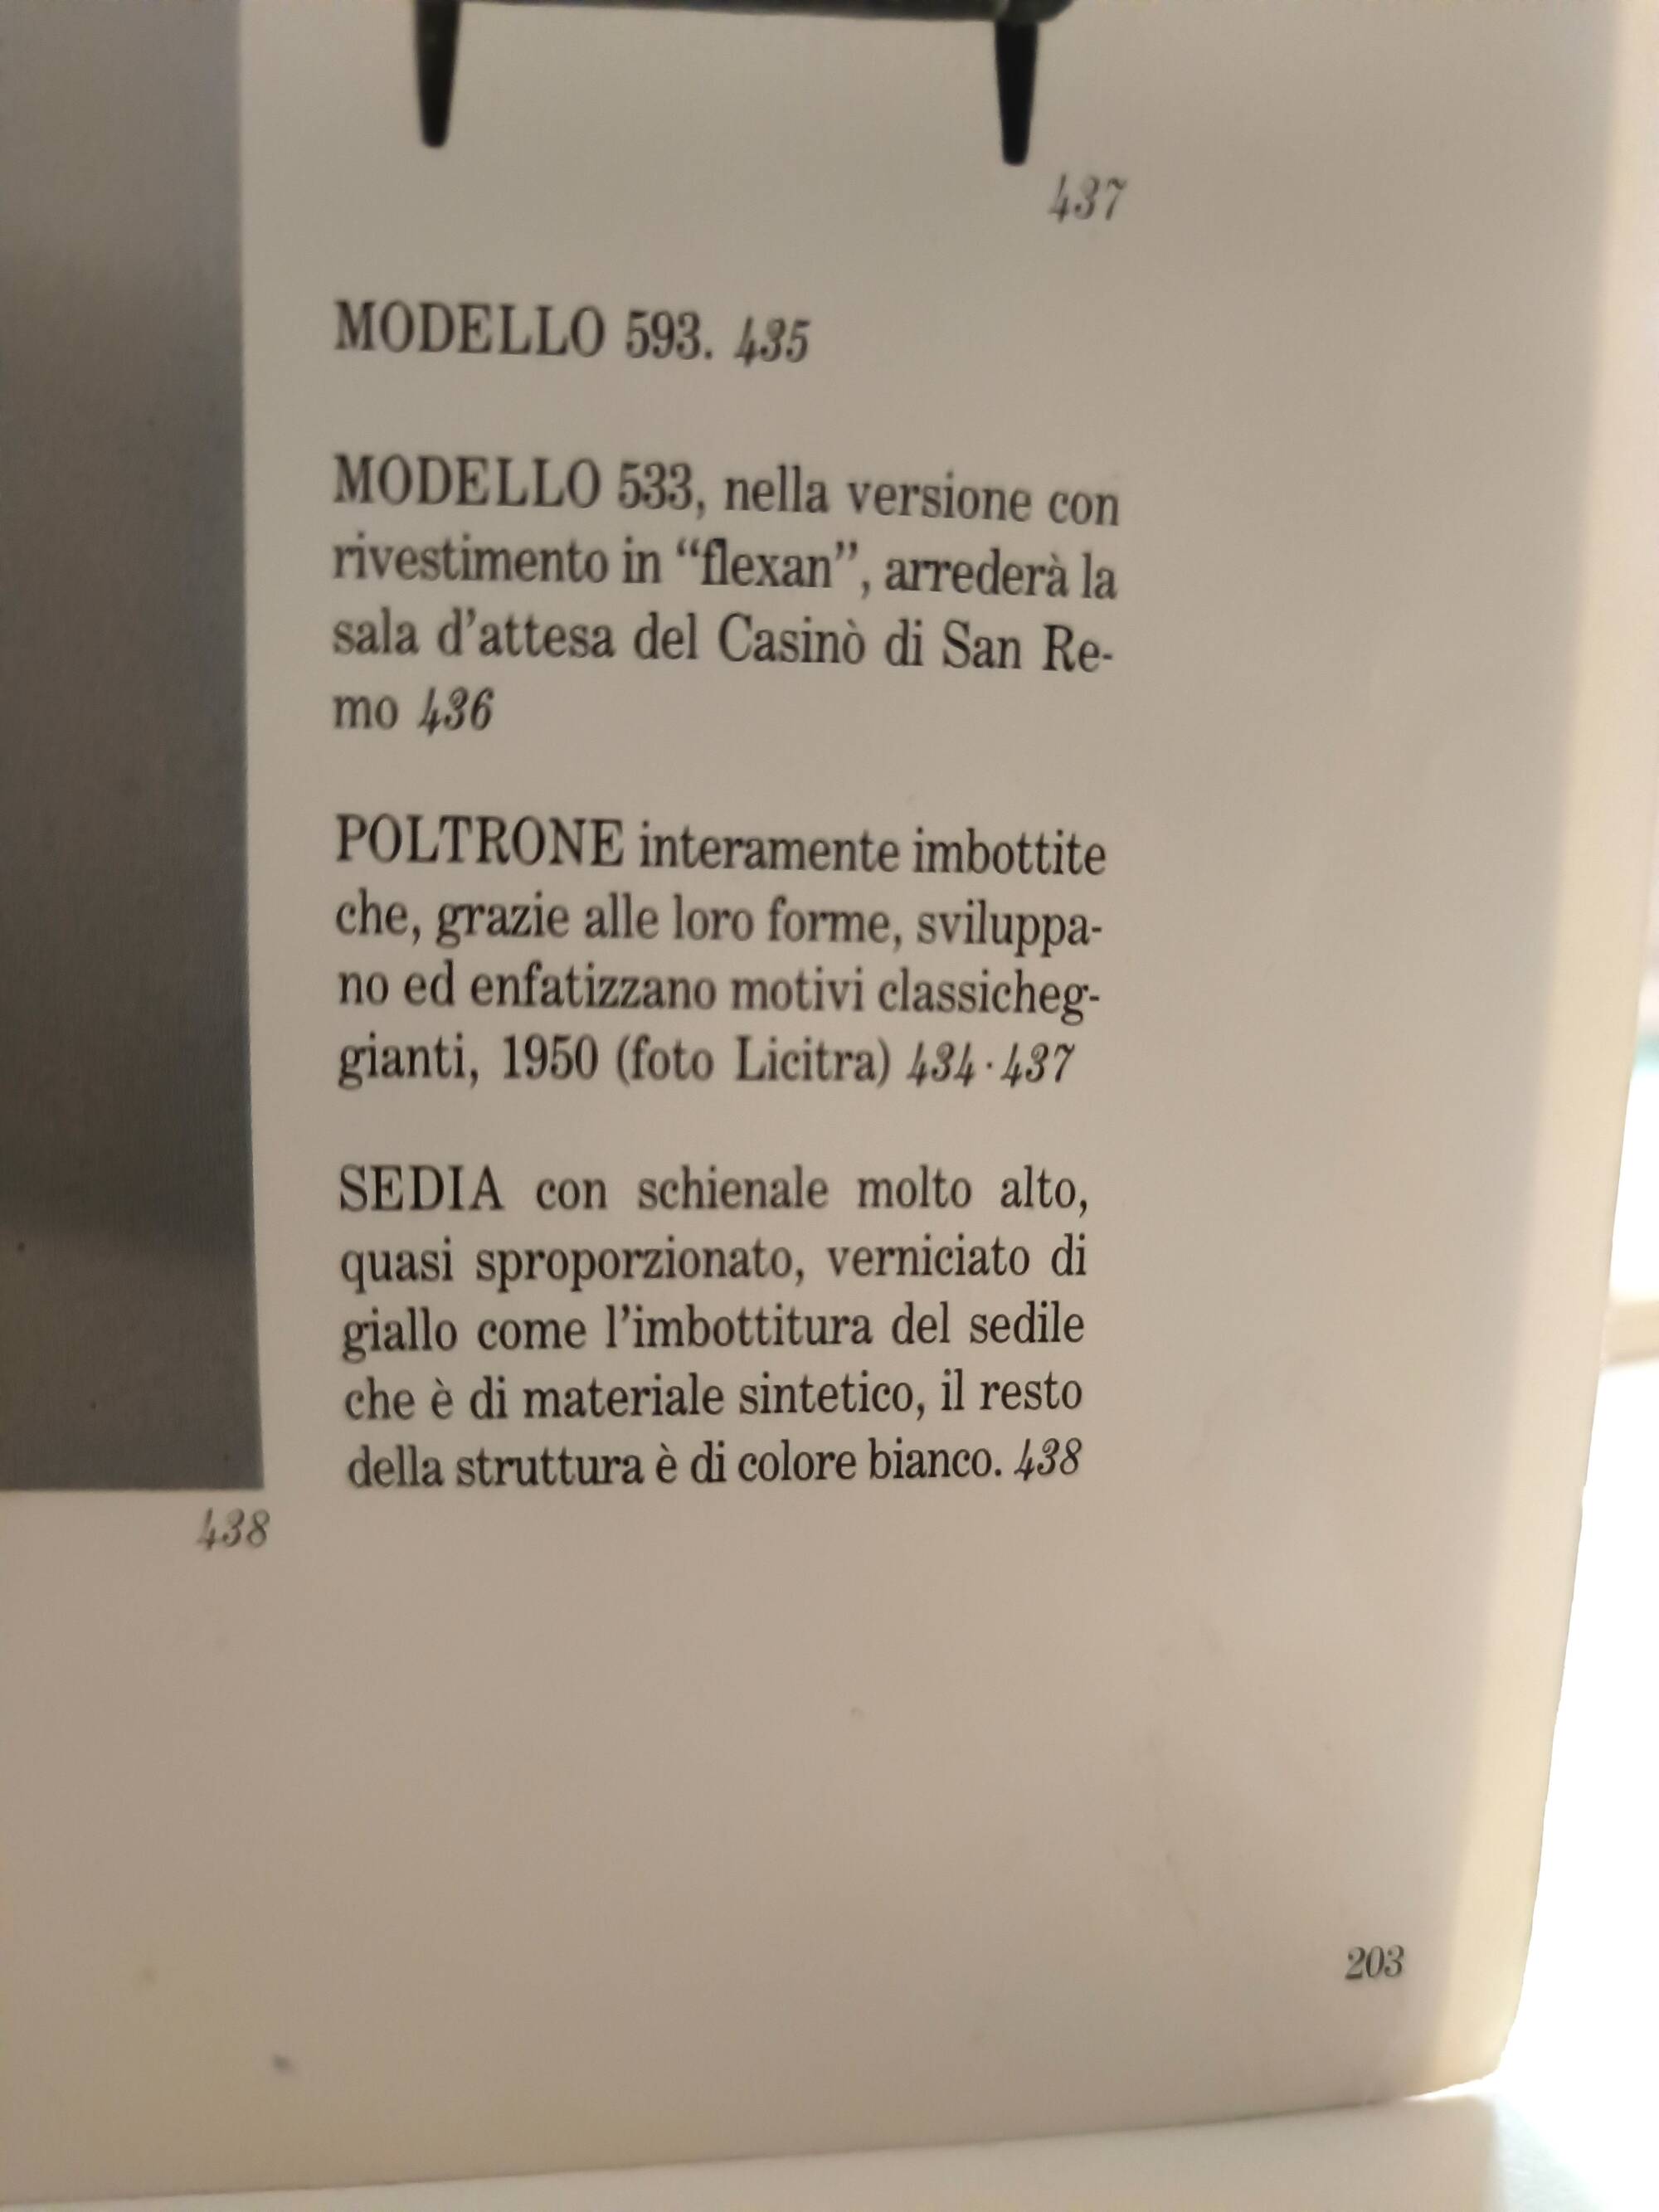 437
MODELLO 593. 435
MODELLO 533, nella versione con
rivestimento in “flexan”, arrederà la
sala d’attesa del Casinò di San Re-
mo 436
POLTRONE interamente imbottite
che, grazie alle loro forme, sviluppa-
no ed enfatizzano motivi classicheg-
gianti, 1950 (foto Licitra) 434·437
SEDIA con schienale molto alto,
quasi sproporzionato, verniciato di
giallo come l’imbottitura del sedile
che è di materiale sintetico, il resto
della struttura è di colore bianco. 438
438
203